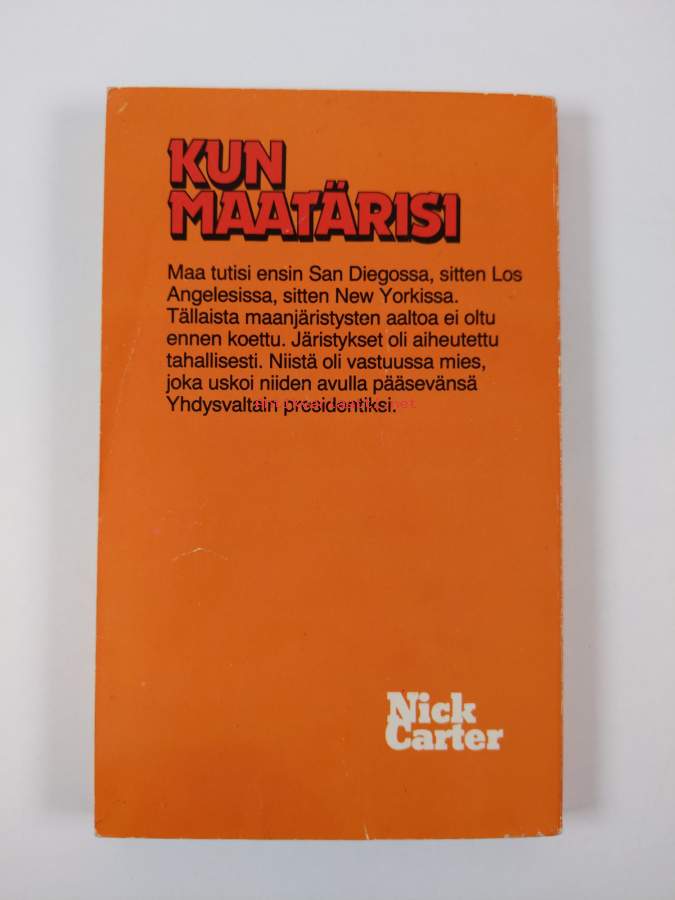 KUN
MAATÄRISI
Maa tutisi ensin San Diegossa, sitten Los
Angelesissa, sitten New Yorkissa.
Tällaista maanjäristysten aaltoa ei oltu
ennen koettu. Järistykset oli aiheutettu
tahallisesti. Niistä oli vastuussa mies,
joka uskoi niiden avulla pääsevänsä
Yhdysvaltain presidentiksi.
Nick
Carter